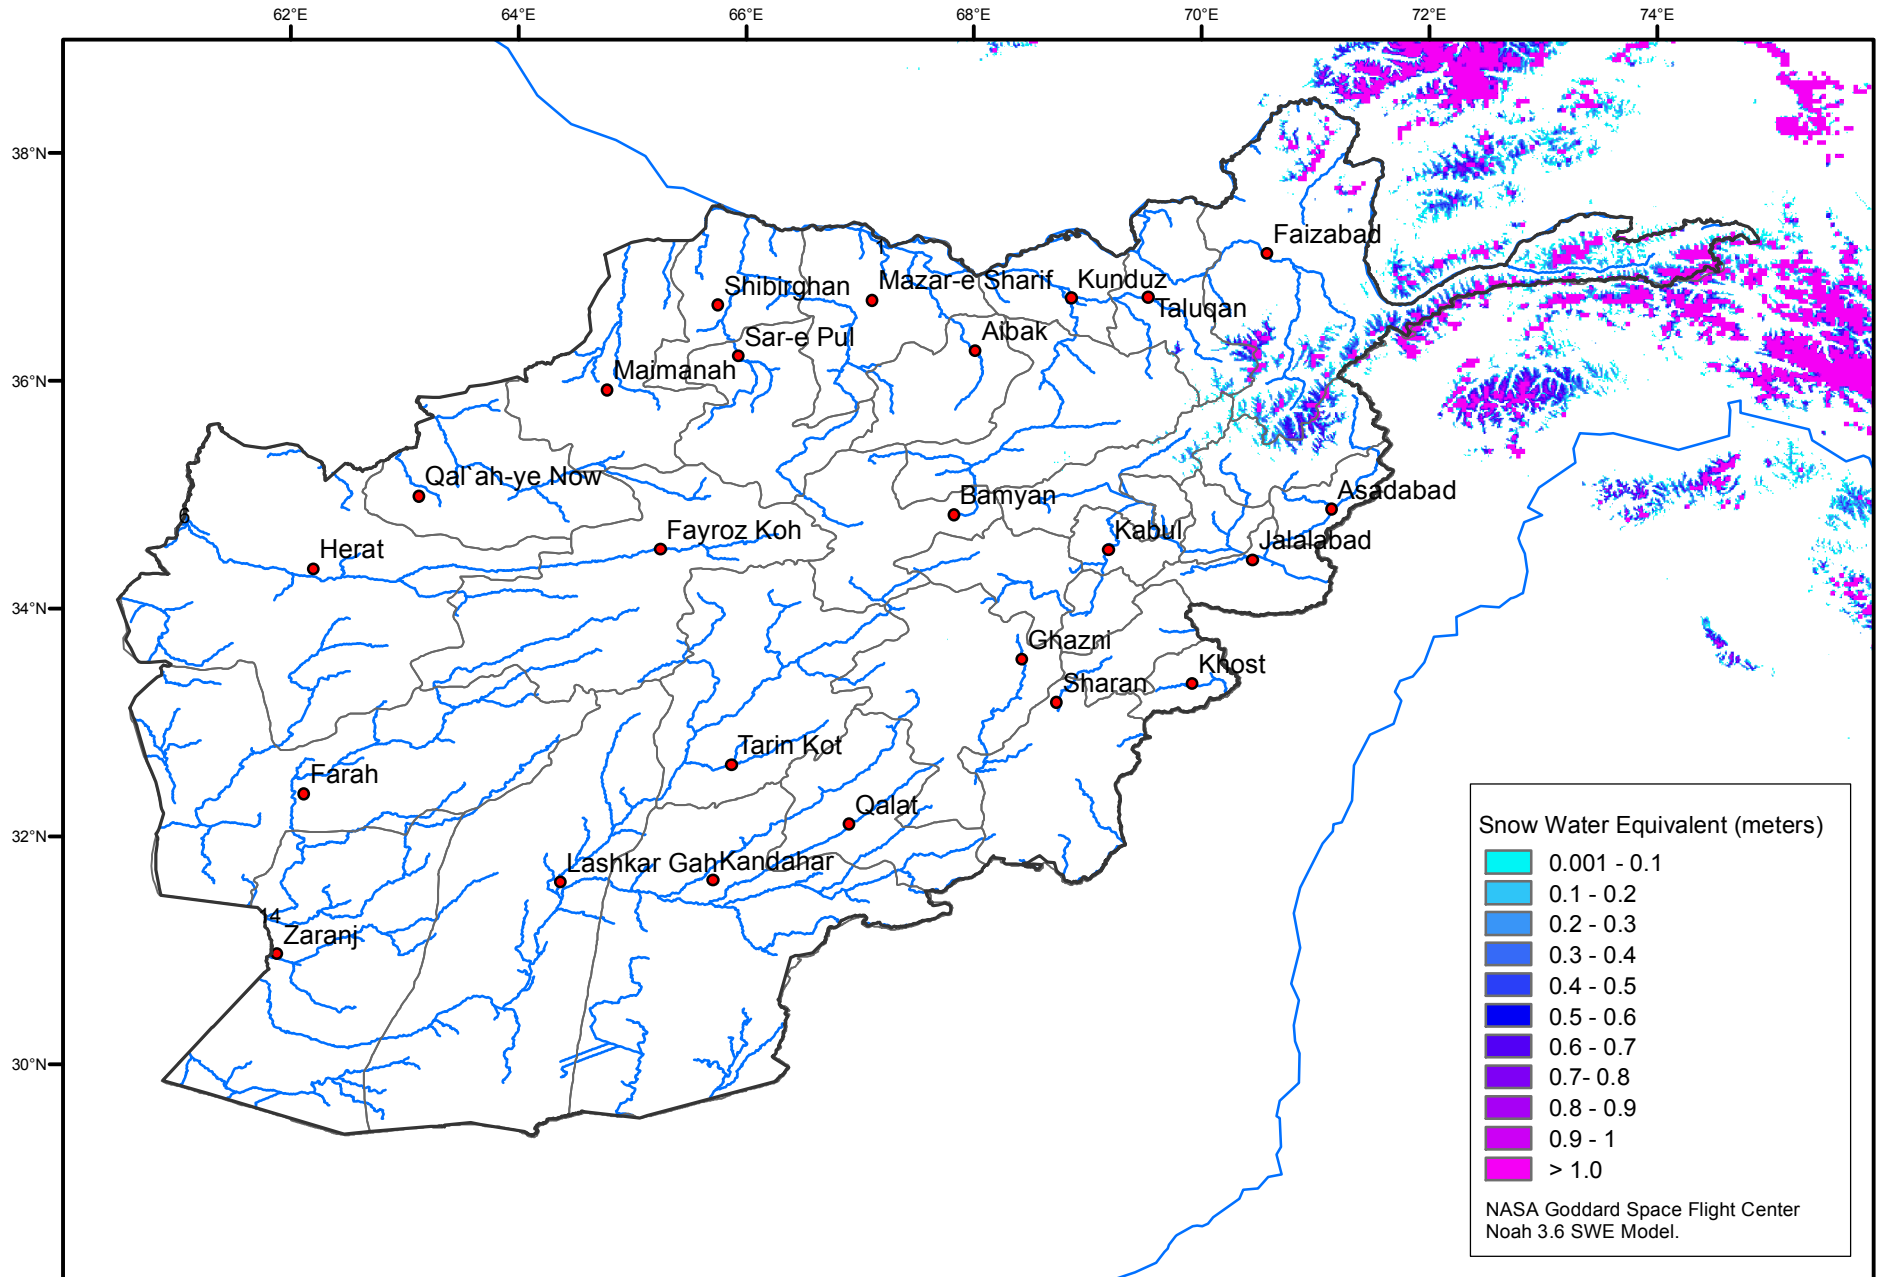 62°E 64°E 66°E 68°E 70°E 72°E 74°E
38°N
36°N
34°N
32°N
30°N
Faizabad
Shibirghan
Mazar-e Sharif
Kunduz
Taluqan
Sar-e Pul
Aibak
Maimanah
Qal`ah-ye Now
Bamyan
Asadabad
6
Herat
Fayroz Koh
Kabul
Jalalabad
Ghazni
Khost
Sharan
Tarin Kot
Farah
Qalat
Lashkar Gah
Kandahar
14
Zaranj
Snow Water Equivalent (meters)
0.001 - 0.1
0.1 - 0.2
0.2 - 0.3
0.3 - 0.4
0.4 - 0.5
0.5 - 0.6
0.6 - 0.7
0.7- 0.8
0.8 - 0.9
0.9 - 1
> 1.0
NASA Goddard Space Flight Center
Noah 3.6 SWE Model.